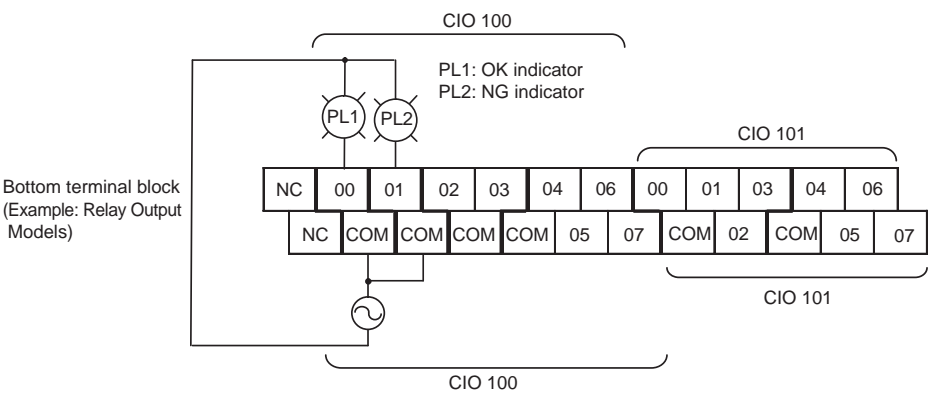 CIO 100
PL1: OK indicator
PL2: NG indicator
PL1 PL2
CIO 101
Bottom terminal block
(Example: Relay Output
Models)
NC 00 01 02 03 04 06 00 01 03 04 06
NC COM COM COM COM 05 07 COM 02 COM 05 07
CIO 101
CIO 100